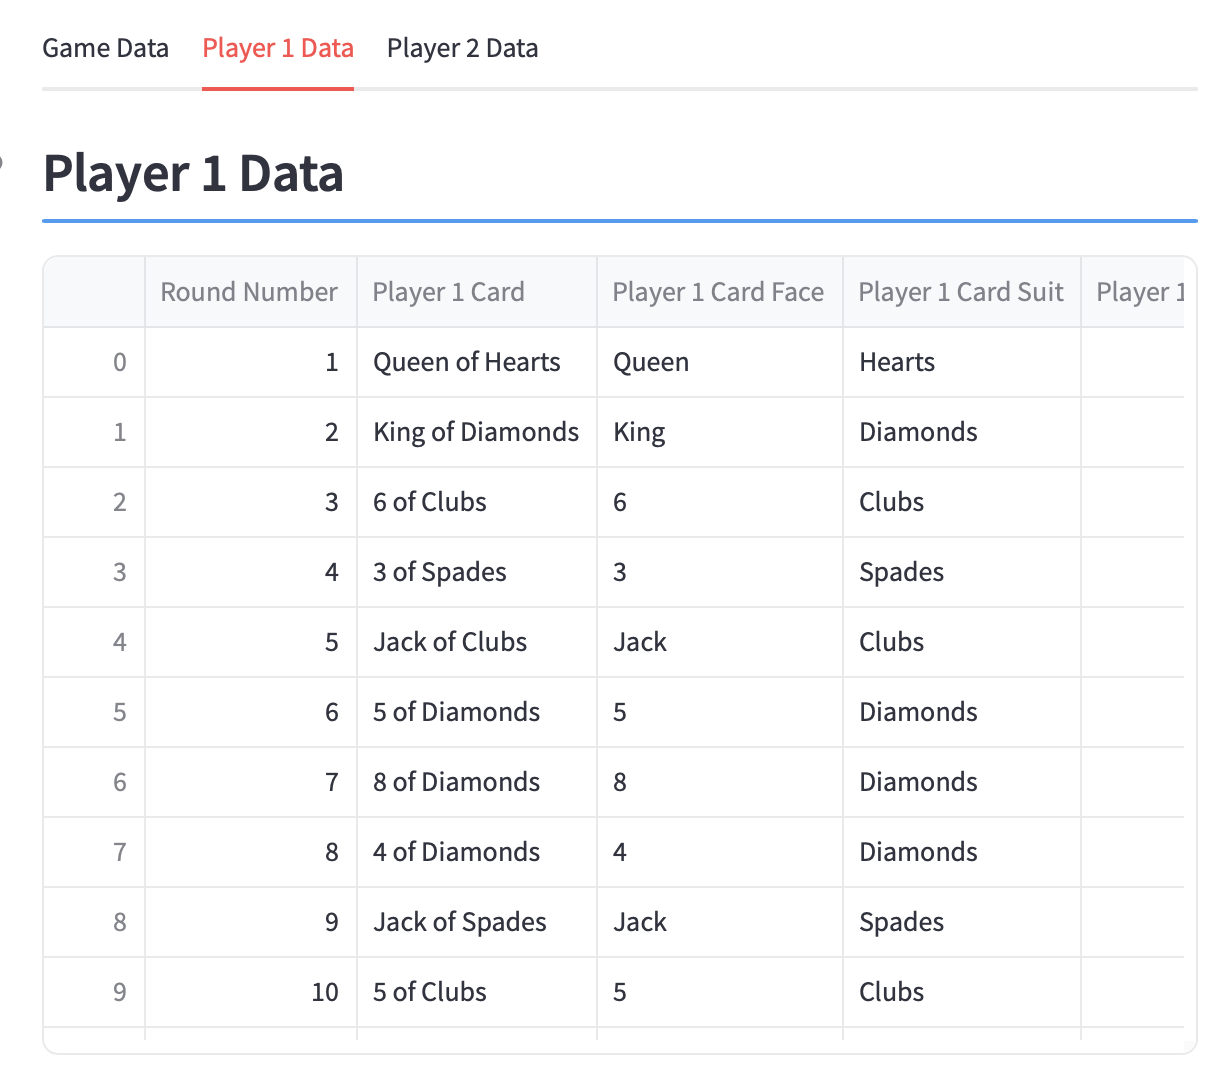 Game Data Player 1 Data Player 2 Data
Player 1 Data
Round Number Player 1 Card Player 1 Card Face Player 1 Card Suit Player 1
0 1 Queen of Hearts Queen Hearts
1 2 King of Diamonds King Diamonds
2 3 6 of Clubs 6 Clubs
3 4 3 of Spades 3 Spades
4 5 Jack of Clubs Jack Clubs
5 6 5 of Diamonds 5 Diamonds
6 7 8 of Diamonds 8 Diamonds
7 8 4 of Diamonds 4 Diamonds
8 9 Jack of Spades Jack Spades
9 10 5 of Clubs 5 Clubs